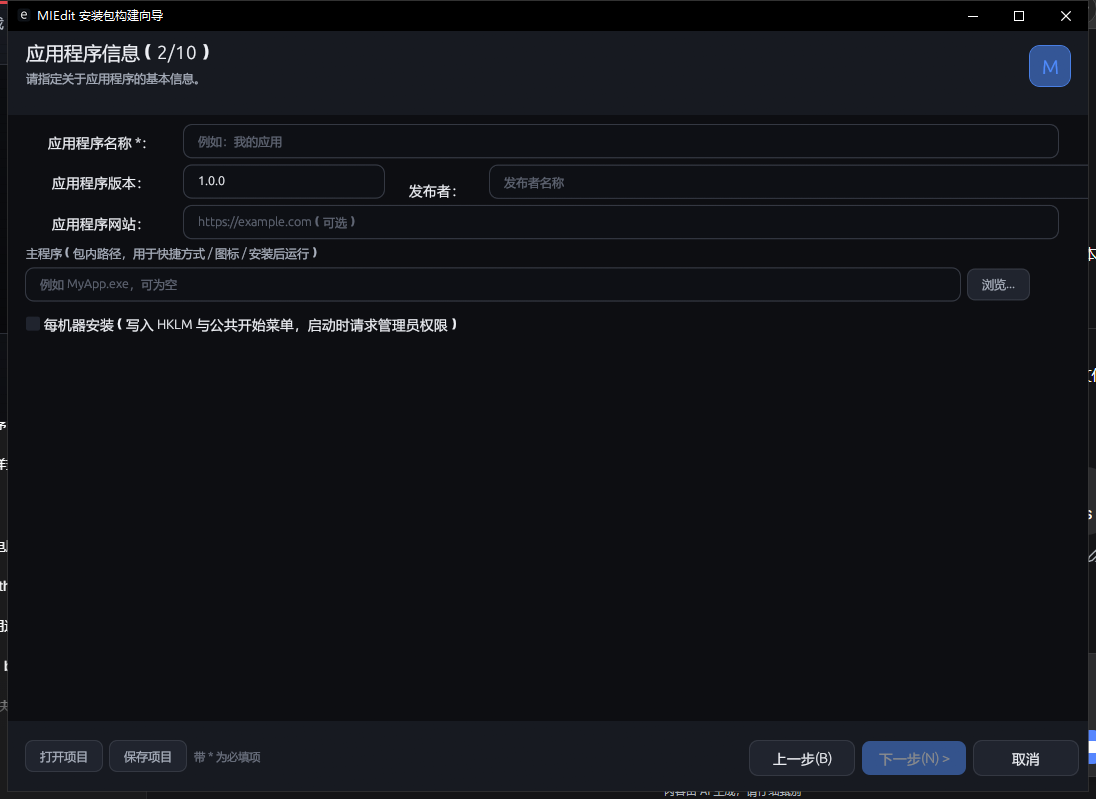 e MIEdit 安装包构建向导
应用程序信息 ( 2/10 )
请指定关于应用程序的基本信息。
M
应用程序名称 *:
例如：我的应用
应用程序版本：
1.0.0
发布者：
发布者名称
应用程序网站：
https://example.com ( 可选 )
主程序 ( 包内路径，用于快捷方式 / 图标 / 安装后运行 )
例如 MyApp.exe，可为空
浏览...
每机器安装 ( 写入 HKLM 与公共开始菜单，启动时请求管理员权限 )
打开项目
保存项目
带 * 为必填项
上一步(B)
下一步(N) >
取消